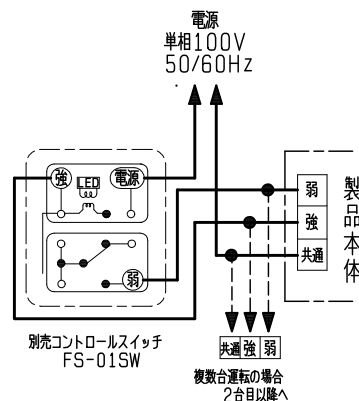 電源
単相100V
50/60Hz
強
LED
電源
弱
弱
強
共通
製品本体
別売コントロールスイッチ
FS-01SW
共通 強 弱
複数台運転の場合
2台目以降へ